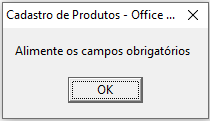 Cadastro de Produtos - Office ...
Alimente os campos obrigatórios
OK